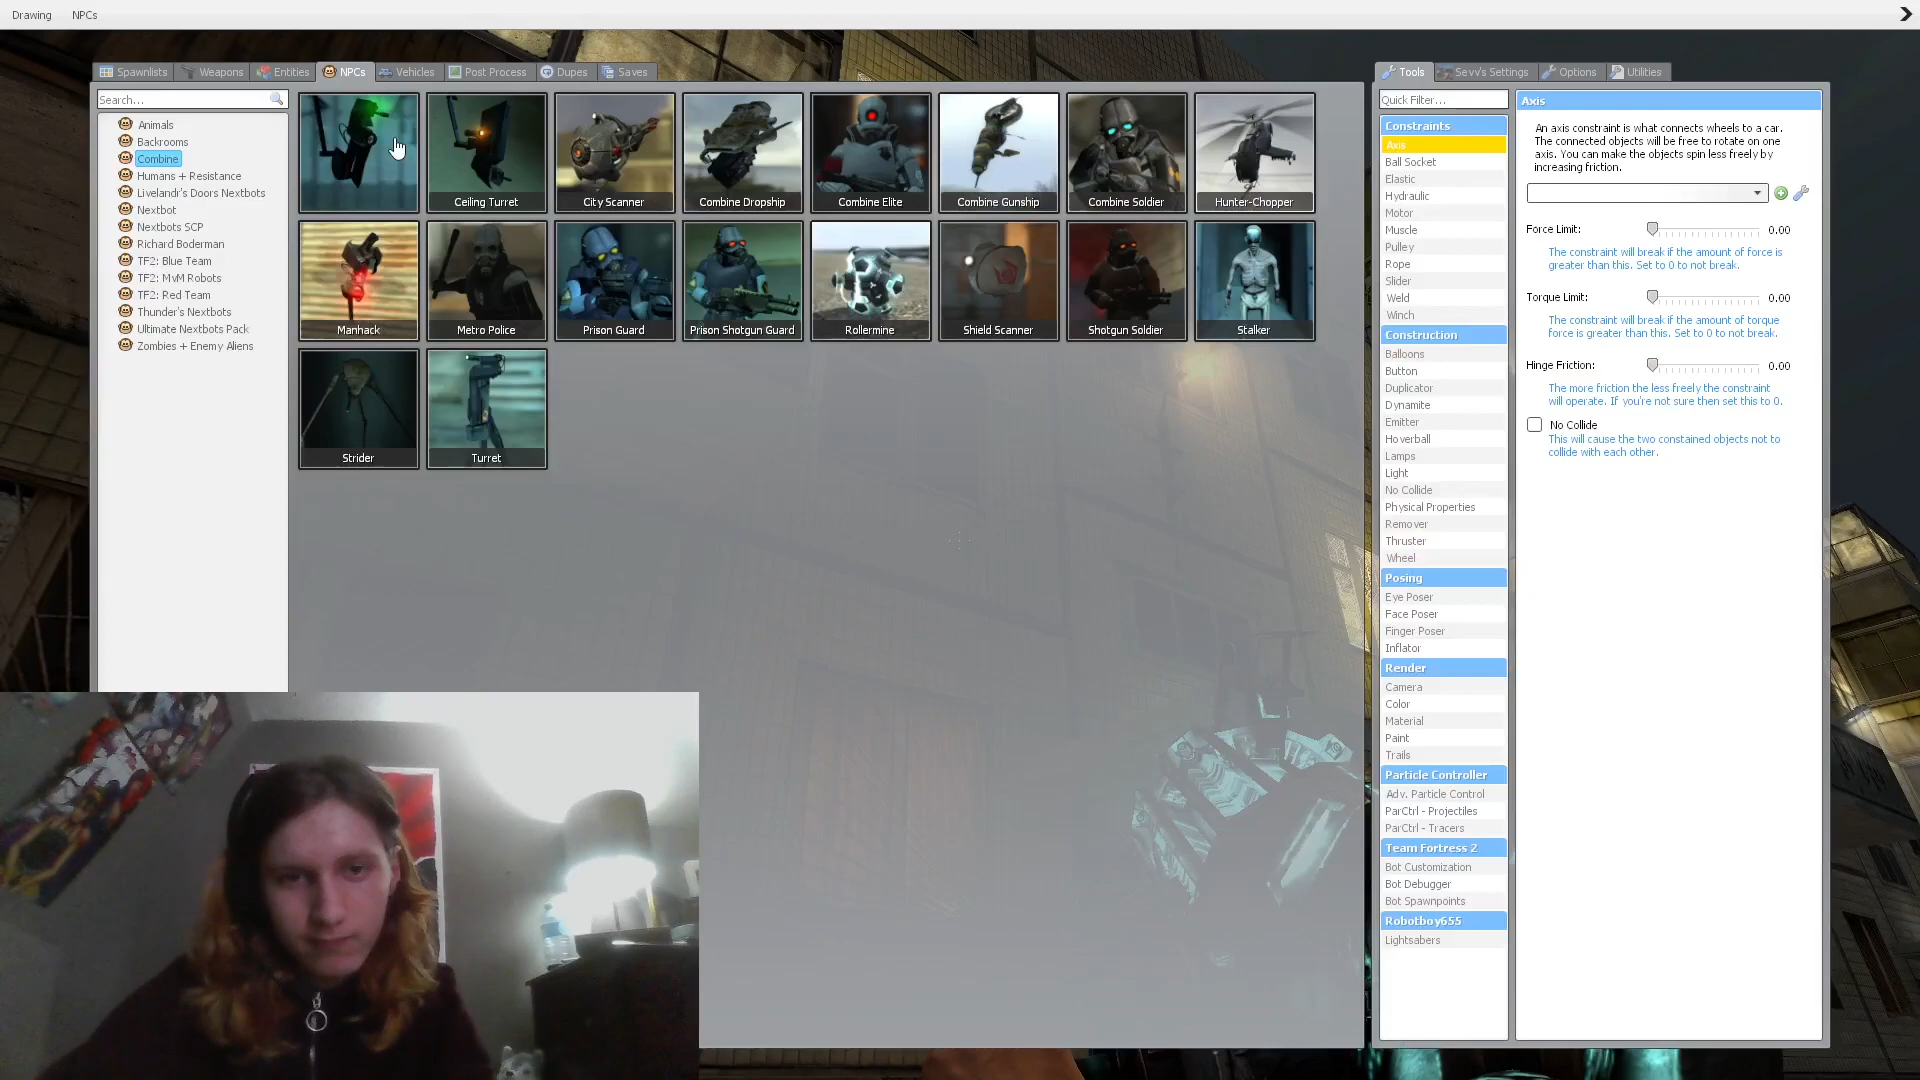 Drawing NPCs
Spawnlists Weapons Entities NPCs Vehicles Post Process Dupes Saves
Search...
Animals
Backrooms
Combine
Humans + Resistance
Livelandr's Doors Nextbots
Nextbot
Nextbots SCP
Richard Boderman
TF2: Blue Team
TF2: MvM Robots
TF2: Red Team
Thunder's Nextbots
Ultimate Nextbots Pack
Zombies + Enemy Aliens
Ceiling Turret
City Scanner
Combine Dropship
Combine Elite
Combine Gunship
Combine Soldier
Hunter-Chopper
Manhack
Metro Police
Prison Guard
Prison Shotgun Guard
Rollermine
Shield Scanner
Shotgun Soldier
Stalker
Strider
Turret
Tools Sevv's Settings Options Utilities
Quick Filter...
Constraints
Axis
Ball Socket
Elastic
Hydraulic
Motor
Muscle
Pulley
Rope
Slider
Weld
Winch
Construction
Balloons
Button
Duplicator
Dynamite
Emitter
Hoverball
Lamps
Light
No Collide
Physical Properties
Remover
Thruster
Wheel
Posing
Eye Poser
Face Poser
Finger Poser
Inflator
Render
Camera
Color
Material
Paint
Trails
Particle Controller
Adv. Particle Control
ParCtrl - Projectiles
ParCtrl - Tracers
Team Fortress 2
Bot Customization
Bot Debugger
Bot Spawnpoints
Robotboy655
Lightsabers
Axis
An axis constraint is what connects wheels to a car.
The connected objects will be free to rotate on one
axis. You can make the objects spin less freely by
increasing friction.
Force Limit: 0.00
The constraint will break if the amount of force is
greater than this. Set to 0 to not break.
Torque Limit: 0.00
The constraint will break if the amount of torque
force is greater than this. Set to 0 to not break.
Hinge Friction: 0.00
The more friction the less freely the constraint
will operate. If you're not sure then set this to 0.
No Collide
This will cause the two constained objects not to
collide with each other.